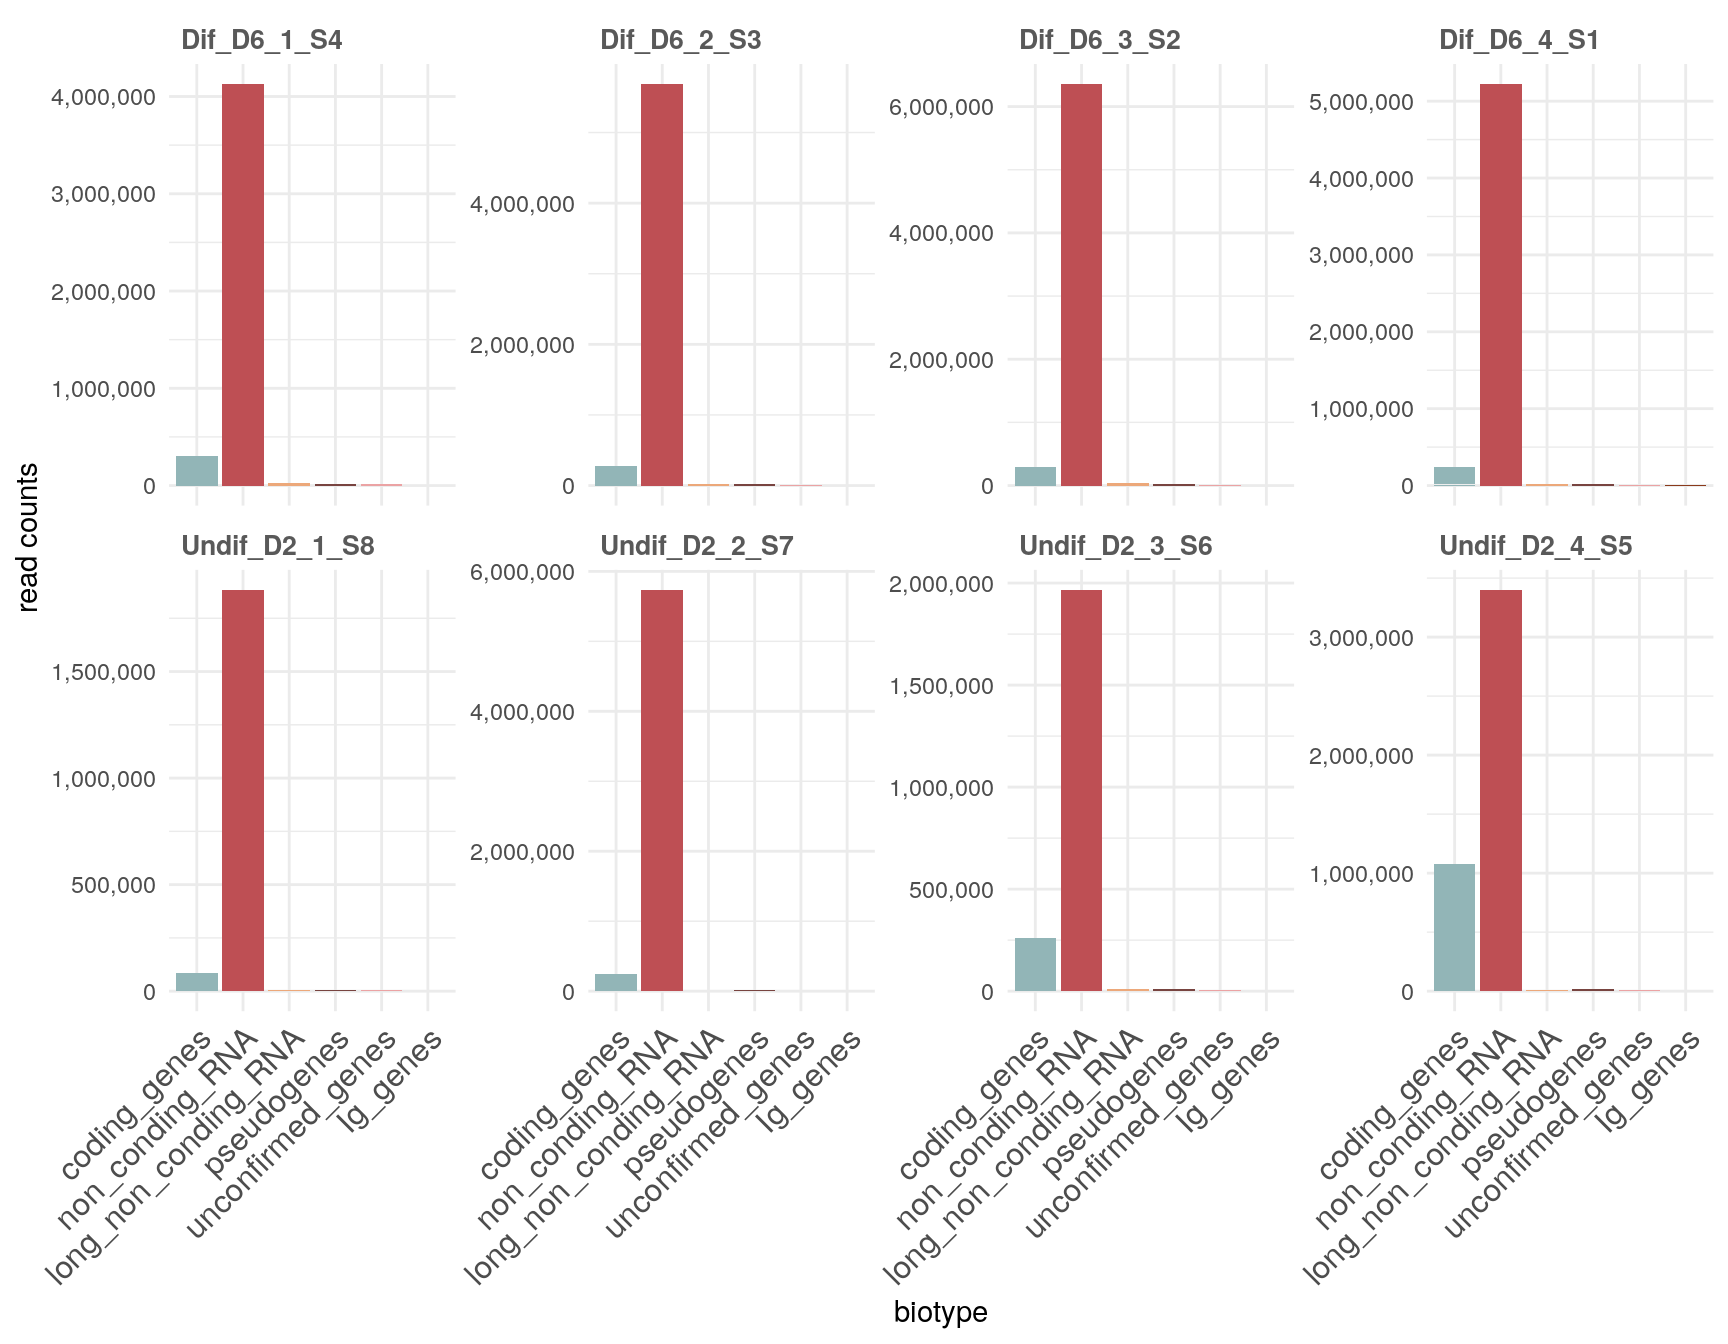 Dif_D6_1_S4
Dif_D6_2_S3
Dif_D6_3_S2
Dif_D6_4_S1
4,000,000
3,000,000
2,000,000
1,000,000
0
4,000,000
2,000,000
0
6,000,000
4,000,000
2,000,000
0
5,000,000
4,000,000
3,000,000
2,000,000
1,000,000
0
read counts
Undif_D2_1_S8
Undif_D2_2_S7
Undif_D2_3_S6
Undif_D2_4_S5
1,500,000
1,000,000
500,000
0
6,000,000
4,000,000
2,000,000
0
2,000,000
1,500,000
1,000,000
500,000
0
3,000,000
2,000,000
1,000,000
0
coding_genes
non_conding_RNA
long_non_conding_RNA
pseudogenes
unconfirmed_genes
Ig_genes
coding_genes
non_conding_RNA
long_non_conding_RNA
pseudogenes
unconfirmed_genes
Ig_genes
coding_genes
non_conding_RNA
long_non_conding_RNA
pseudogenes
unconfirmed_genes
Ig_genes
coding_genes
non_conding_RNA
long_non_conding_RNA
pseudogenes
unconfirmed_genes
Ig_genes
biotype